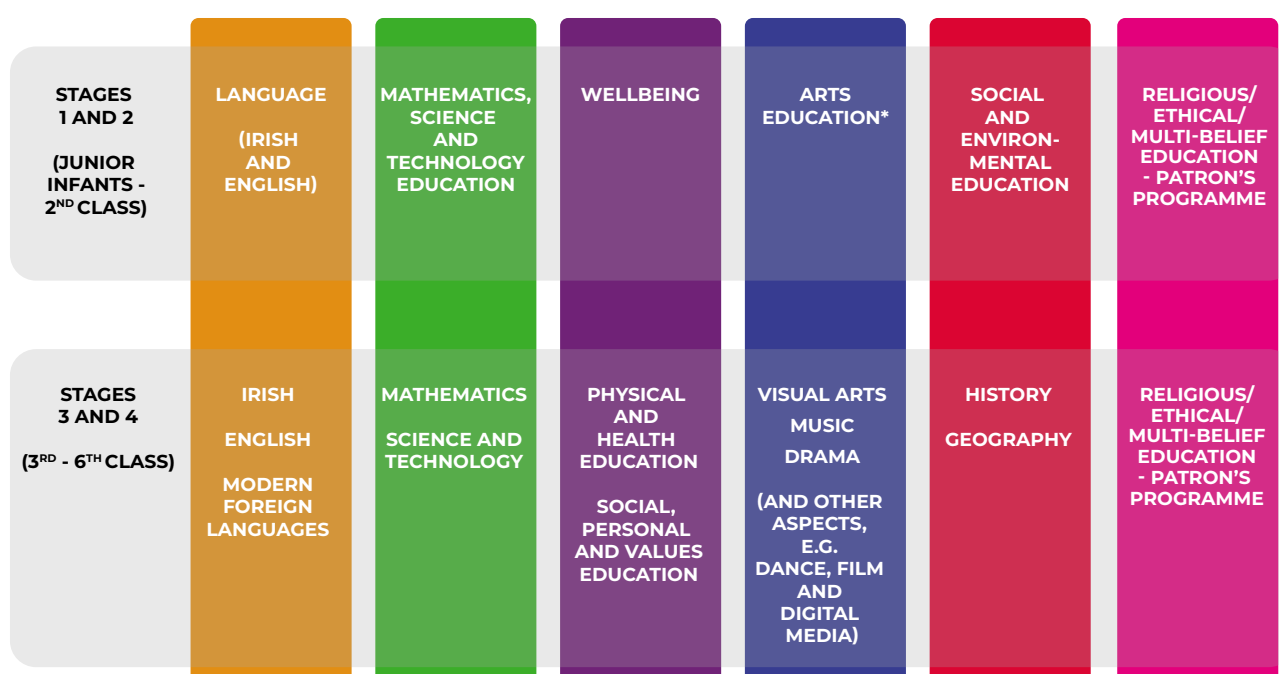 STAGES
1 AND 2
(JUNIOR
INFANTS -
2ND CLASS)
LANGUAGE
(IRISH
AND
ENGLISH)
MATHEMATICS,
SCIENCE
AND
TECHNOLOGY
EDUCATION
WELLBEING
ARTS
EDUCATION*
SOCIAL
AND
ENVIRON-
MENTAL
EDUCATION
RELIGIOUS/
ETHICAL/
MULTI-BELIEF
EDUCATION
- PATRON'S
PROGRAMME
STAGES
3 AND 4
(3RD - 6TH CLASS)
IRISH
ENGLISH
MODERN
FOREIGN
LANGUAGES
MATHEMATICS
SCIENCE AND
TECHNOLOGY
PHYSICAL
AND
HEALTH
EDUCATION
SOCIAL,
PERSONAL
AND VALUES
EDUCATION
VISUAL ARTS
MUSIC
DRAMA
(AND OTHER
ASPECTS,
E.G.
DANCE, FILM
AND
DIGITAL
MEDIA)
HISTORY
GEOGRAPHY
RELIGIOUS/
ETHICAL/
MULTI-BELIEF
EDUCATION
- PATRON'S
PROGRAMME